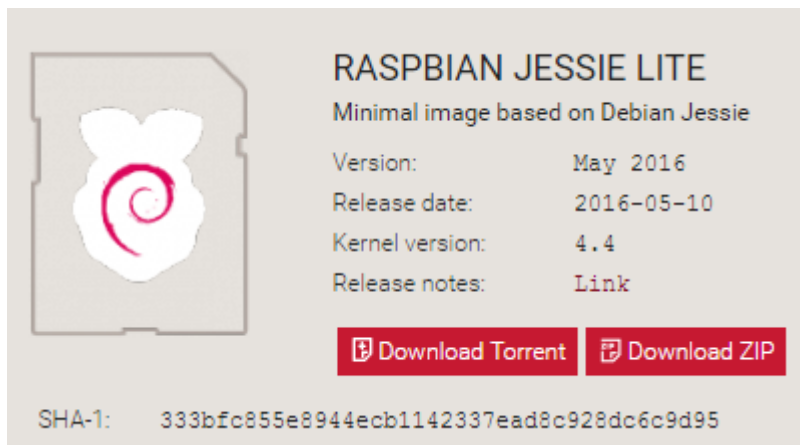 RASPBIAN JESSIE LITE
Minimal image based on Debian Jessie
Version: May 2016
Release date: 2016-05-10
Kernel version: 4.4
Release notes: Link
Download Torrent Download ZIP
SHA-1: 333bfc855e8944ecb1142337ead8c928dc6c9d95